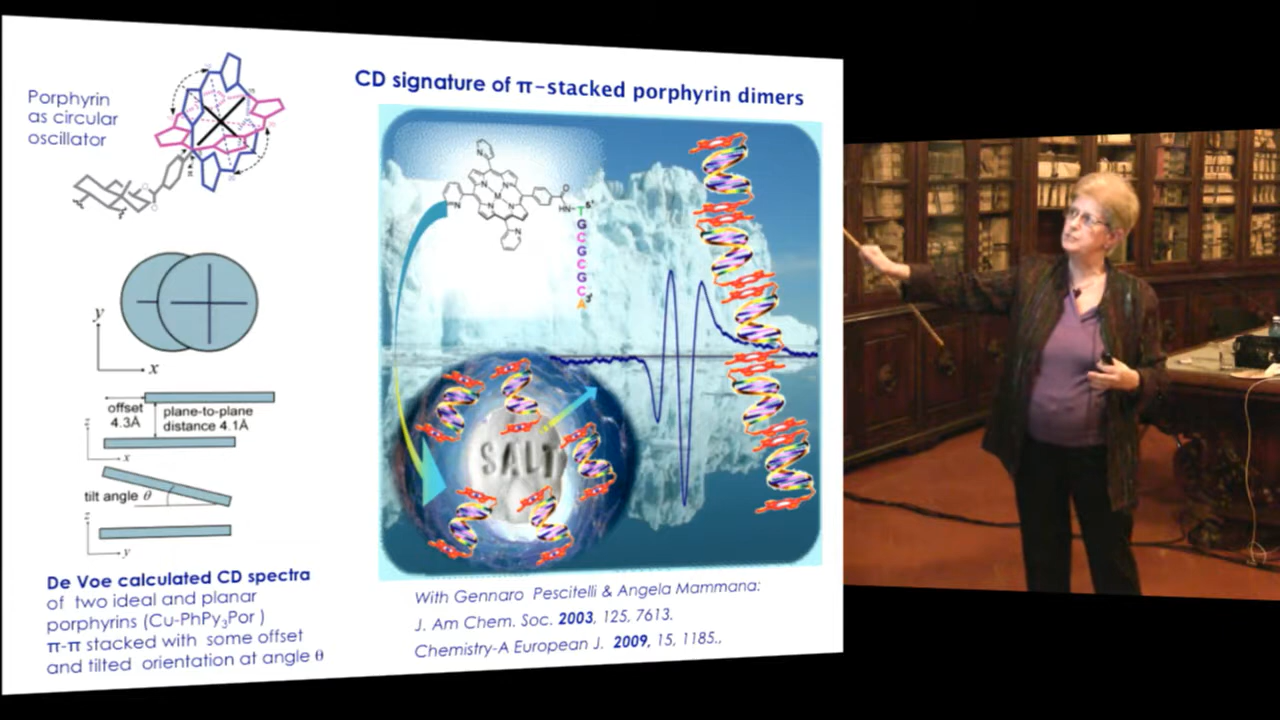 CD signature of π-stacked porphyrin dimers
Porphyrin
as circular
oscillator
N
N
N
N
N
M
N
N
O
HN
T
5'
G
C
G
C
G
C
A
3'
O
O
y
x
offset
4.3Å
plane-to-plane
distance 4.1Å
z
x
tilt angle θ
z
y
SALT
De Voe calculated CD spectra
of two ideal and planar
porphyrins (Cu-PhPy₃Por )
π-π stacked with some offset
and tilted orientation at angle θ
With Gennaro Pescitelli & Angela Mammana:
J. Am Chem. Soc. 2003, 125, 7613.
Chemistry-A European J. 2009, 15, 1185.,